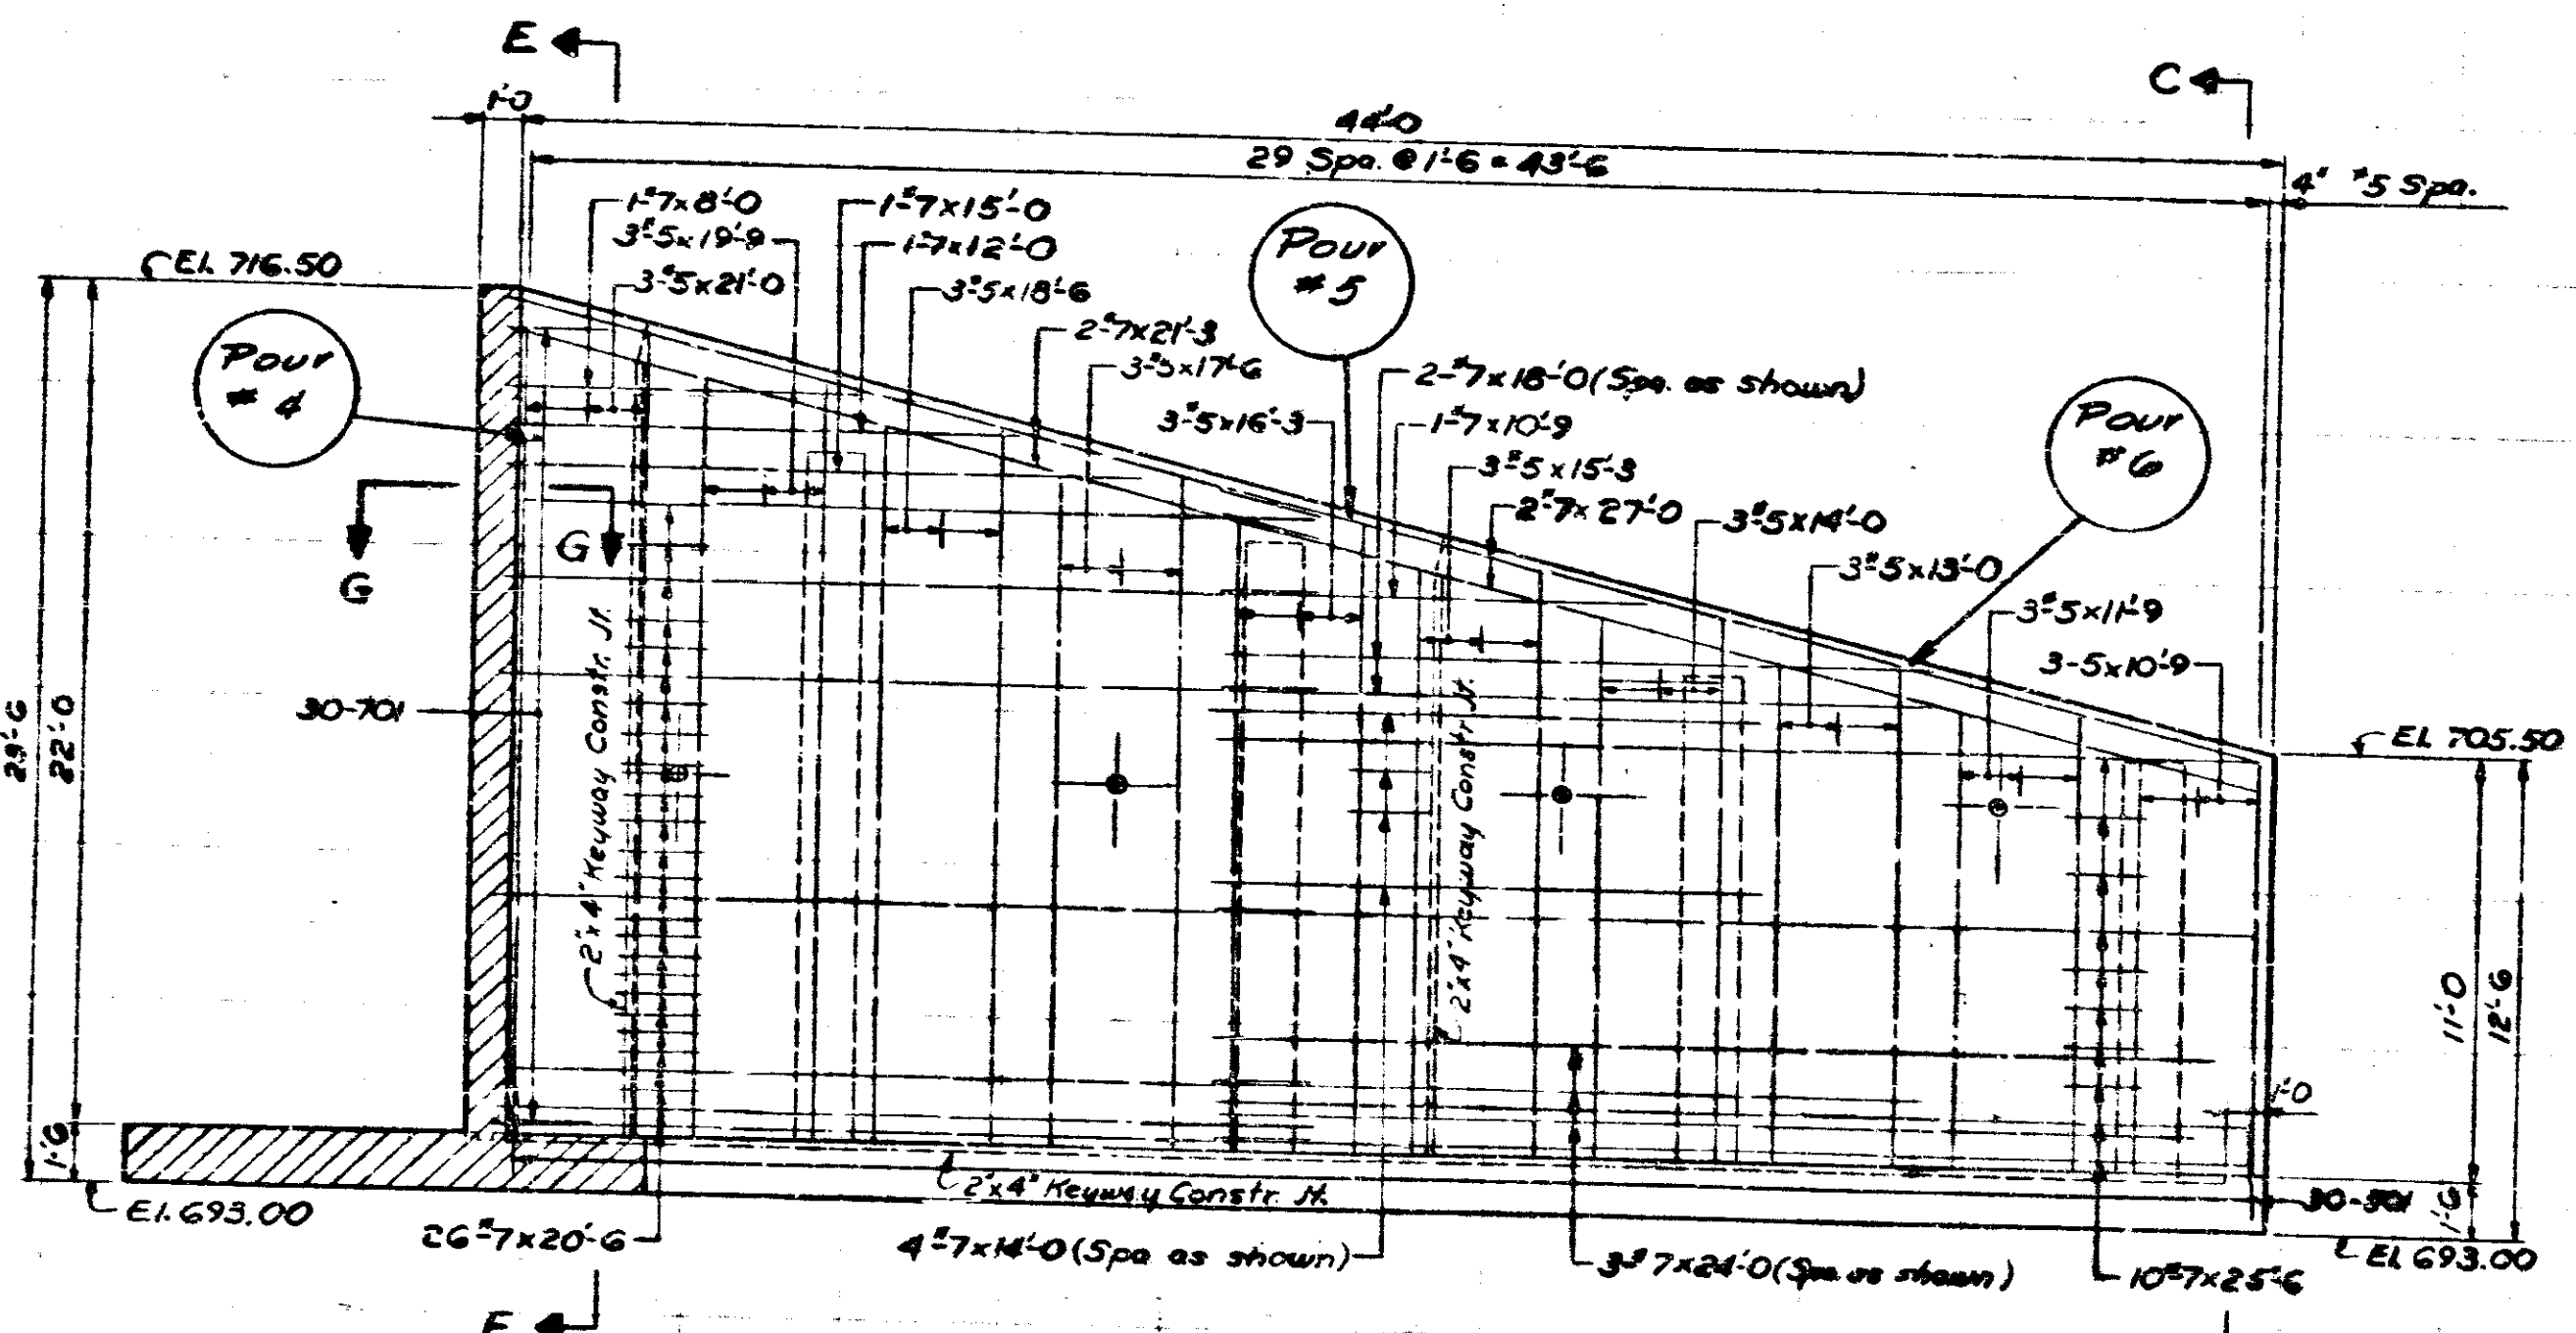 E
C
1'-0
44'-0
29 Spa. @ 1'-6 = 43'-6
4" #5 Spa.
1-#7x8'-0
1-#7x15'-0
3-#5x19'-9
1-#7x12'-0
3-#5x21'-0
3-#5x18'-6
El. 716.50
Pour
#5
Pour
#4
2-#7x21'-3
3-#5x17'-6
2-#7x18'-0 (Spa. as shown)
3-#5x16'-3
1-#7x10'-9
Pour
#6
3-#5x15'-3
2-#7x27'-0
3-#5x14'-0
G
G
3-#5x13'-0
3-#5x11'-9
3-5x10'-9
30-701
2"x4" Keyway Constr. Jt.
2"x4" Keyway Constr. Jt.
El. 705.50
29'-6
22'-0
1'-6
11'-0
12'-6
1'-0
1'-6
2"x4" Keyway Constr. Jt.
El. 693.00
26-#7x20'-6
4-#7x14'-0 (Spa as shown)
3-#7x24'-0 (Spa. as shown)
10-#7x25'-6
El. 693.00